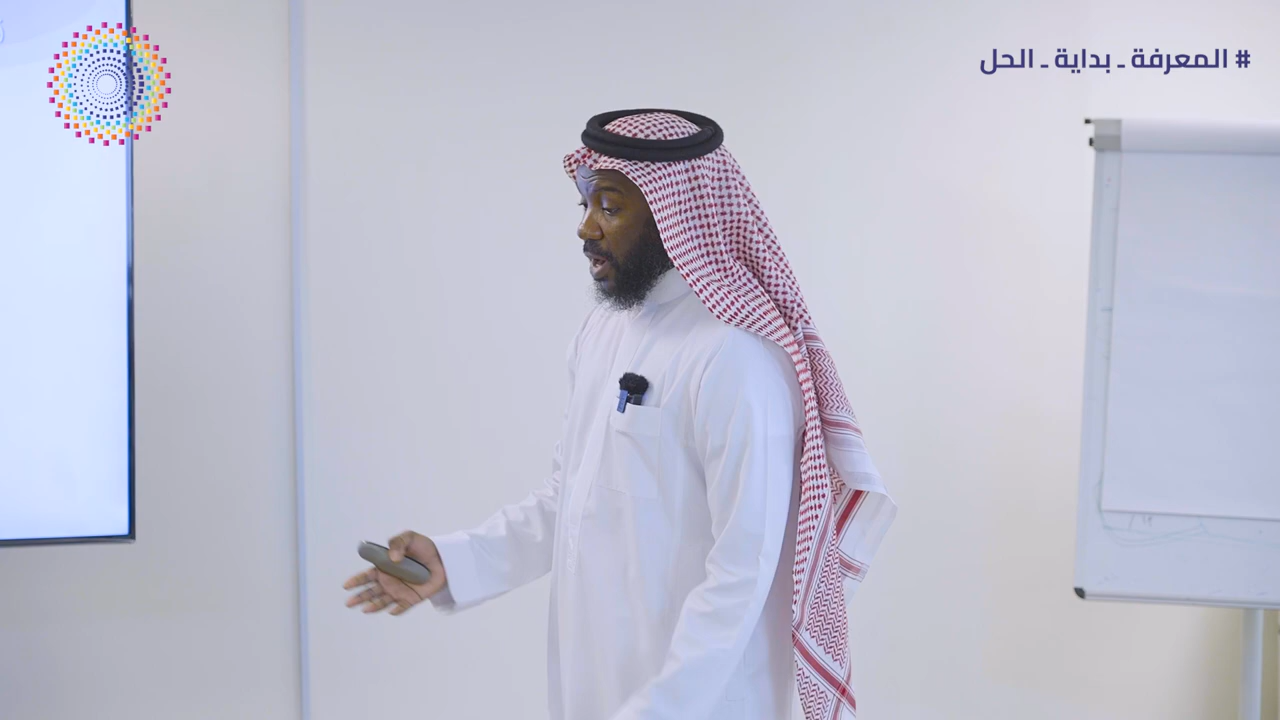 # المعرفة ـ بداية ـ الحل